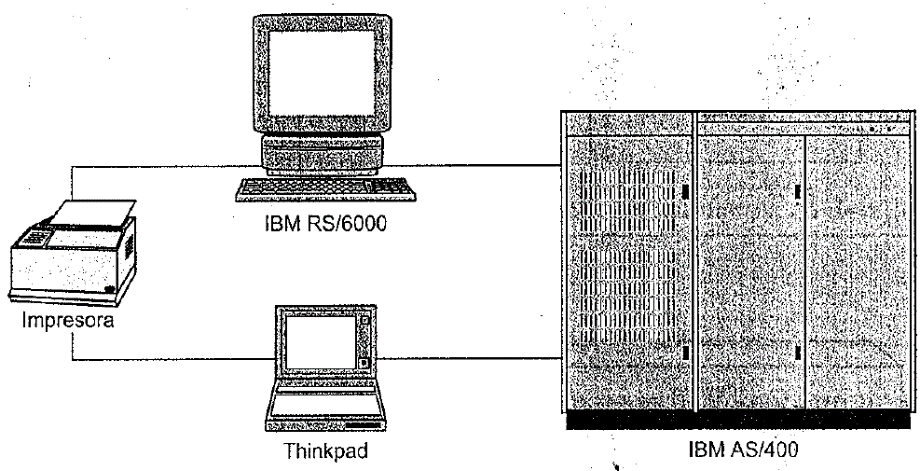 IBM RS/6000
Impresora
Thinkpad
IBM AS/400